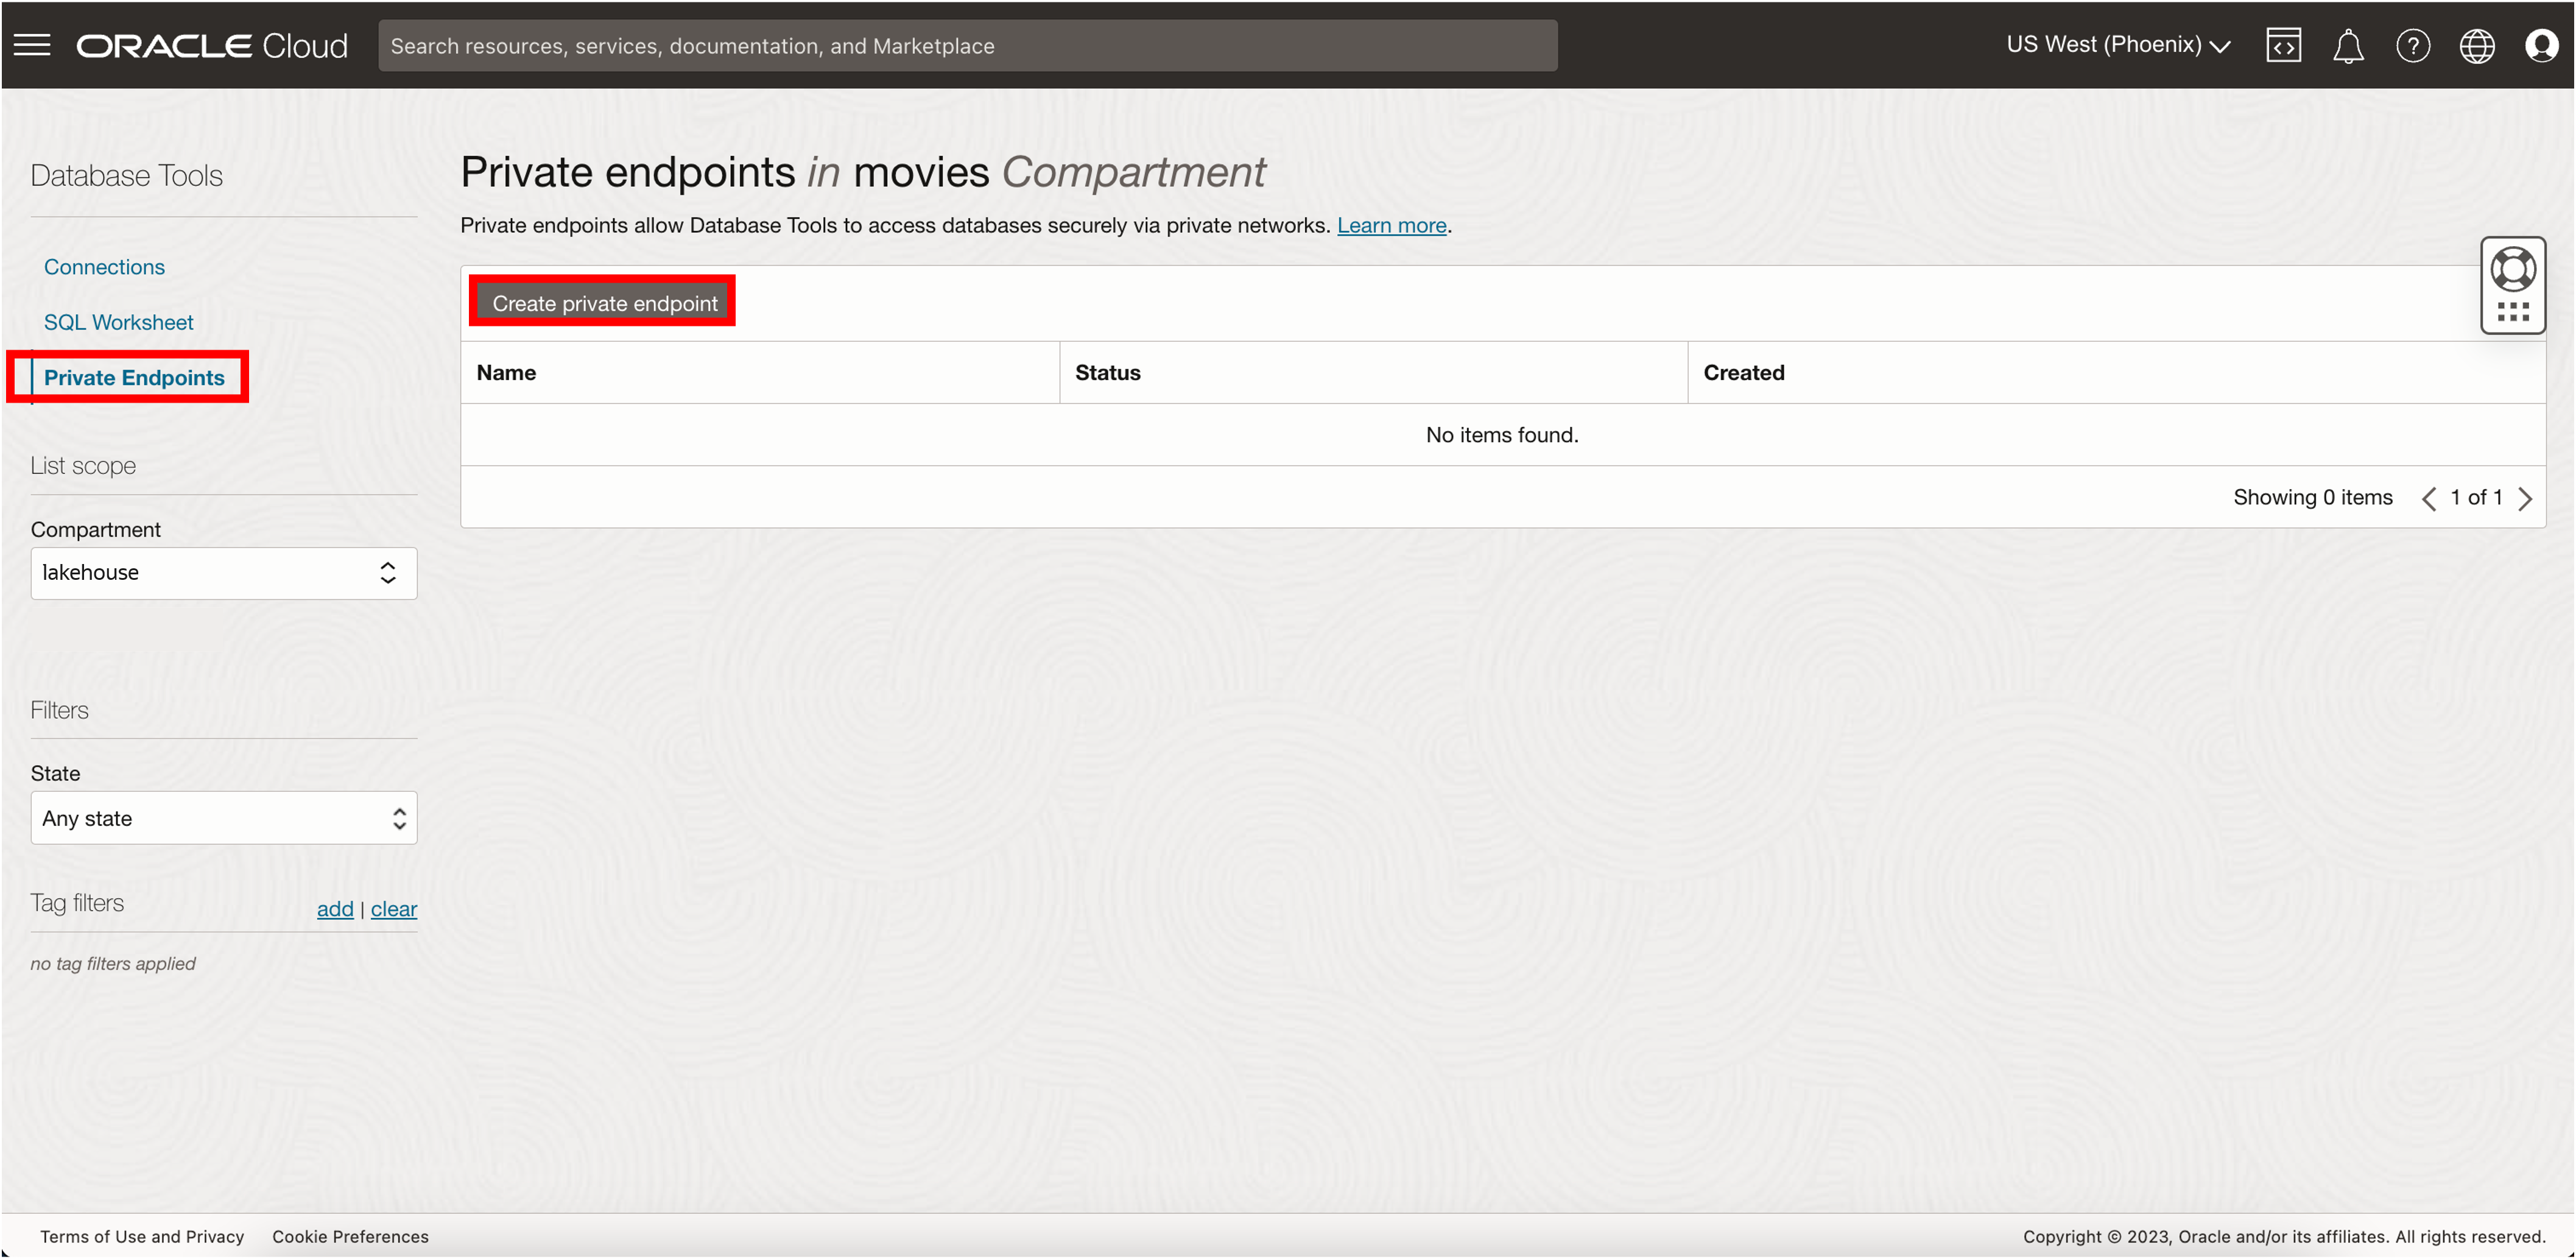 ORACLE Cloud
Search resources, services, documentation, and Marketplace
US West (Phoenix)
Database Tools
Connections
SQL Worksheet
Private Endpoints
List scope
Compartment
lakehouse
Filters
State
Any state
Tag filters
add | clear
no tag filters applied
Private endpoints in movies Compartment
Private endpoints allow Database Tools to access databases securely via private networks. Learn more.
Create private endpoint
Name Status Created
No items found.
Showing 0 items 1 of 1
Terms of Use and Privacy Cookie Preferences
Copyright © 2023, Oracle and/or its affiliates. All rights reserved.